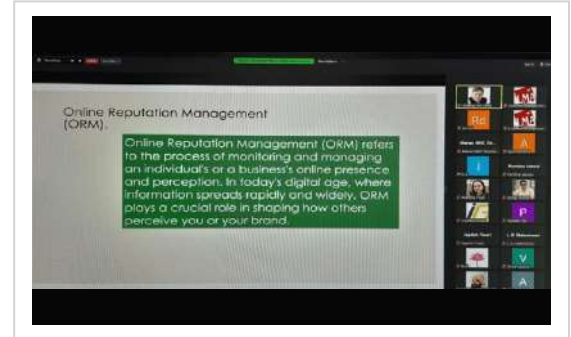 Online Reputation Management
(ORM).
Online Reputation Management (ORM) refers
to the process of monitoring and managing
an individual's or a business's online presence
and perception. In today's digital age, where
information spreads rapidly and widely, ORM
plays a crucial role in shaping how others
perceive you or your brand.
Rd
A
I
P
V
A